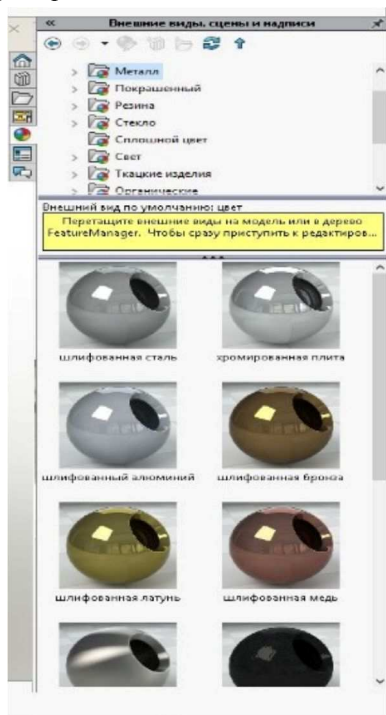 Внешние виды, сцены и надписи
Металл
Покрашенный
Резина
Стекло
Сплошной цвет
Свет
Ткацкие изделия
Органические
Внешний вид по умолчанию: цвет
Перетащите внешние виды на модель или в дерево
FeatureManager. Чтобы сразу приступить к редактиров...
шлифованная сталь
хромированная плита
шлифованный алюминий
шлифованная бронза
шлифованная латунь
шлифованная медь